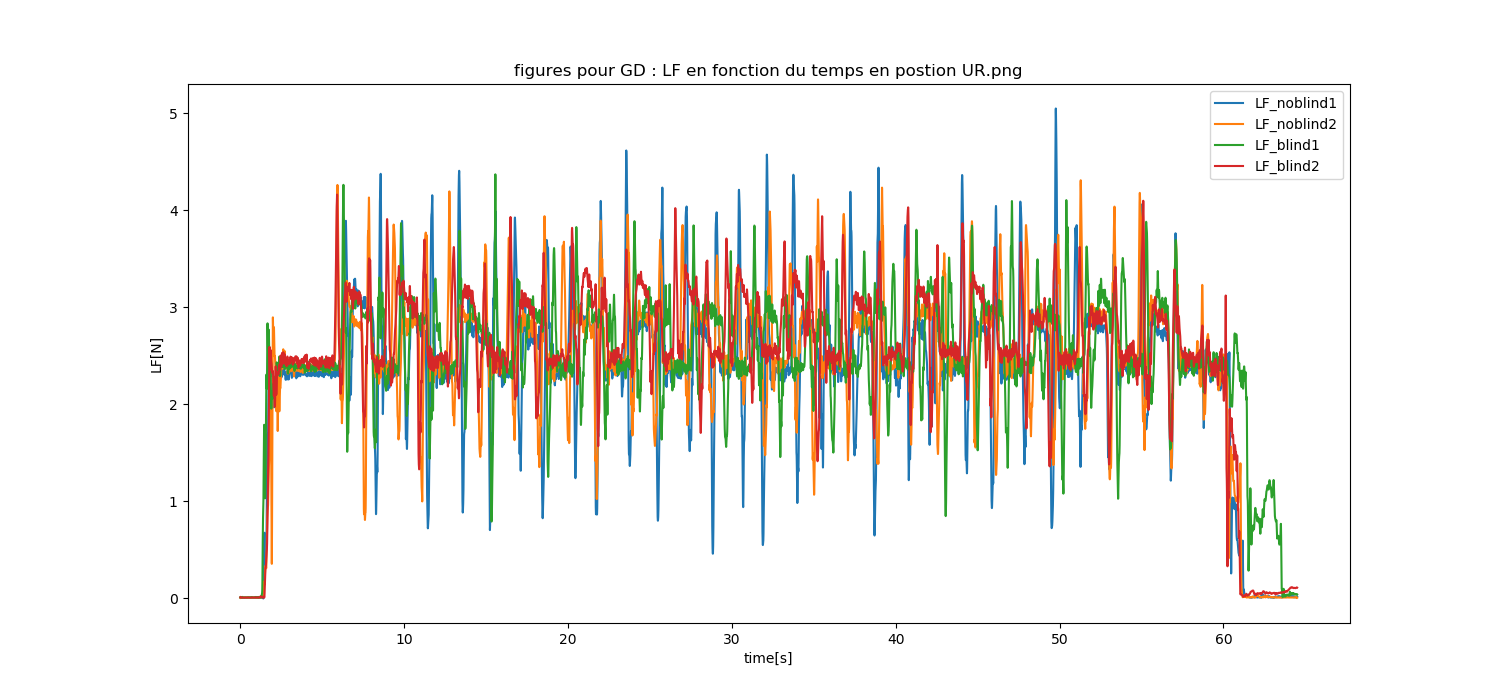 figures pour GD : LF en fonction du temps en postion UR.png
LF_noblind1
LF_noblind2
LF_blind1
LF_blind2
LF[N]
5
4
3
2
1
0
0 10 20 30 40 50 60
time[s]